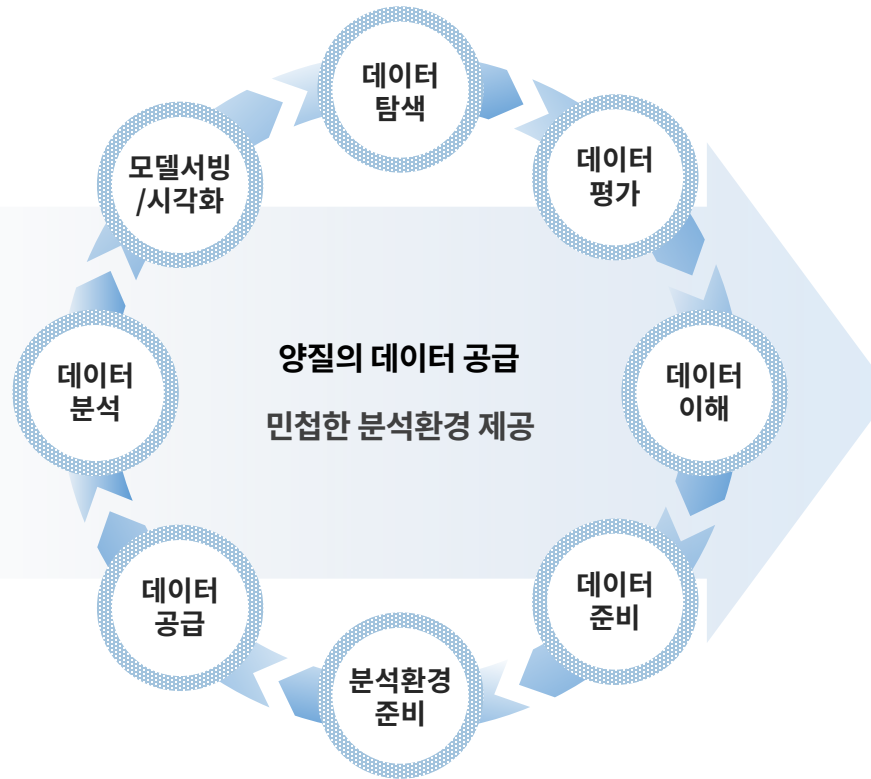 데이터
탐색
데이터
평가
데이터
이해
데이터
준비
분석환경
준비
데이터
공급
데이터
분석
모델서빙
/시각화
양질의 데이터 공급
민첩한 분석환경 제공